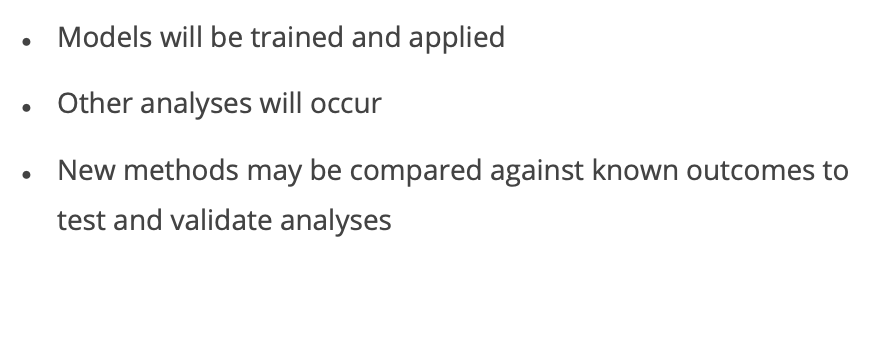 • Models will be trained and applied
• Other analyses will occur
• New methods may be compared against known outcomes to
test and validate analyses